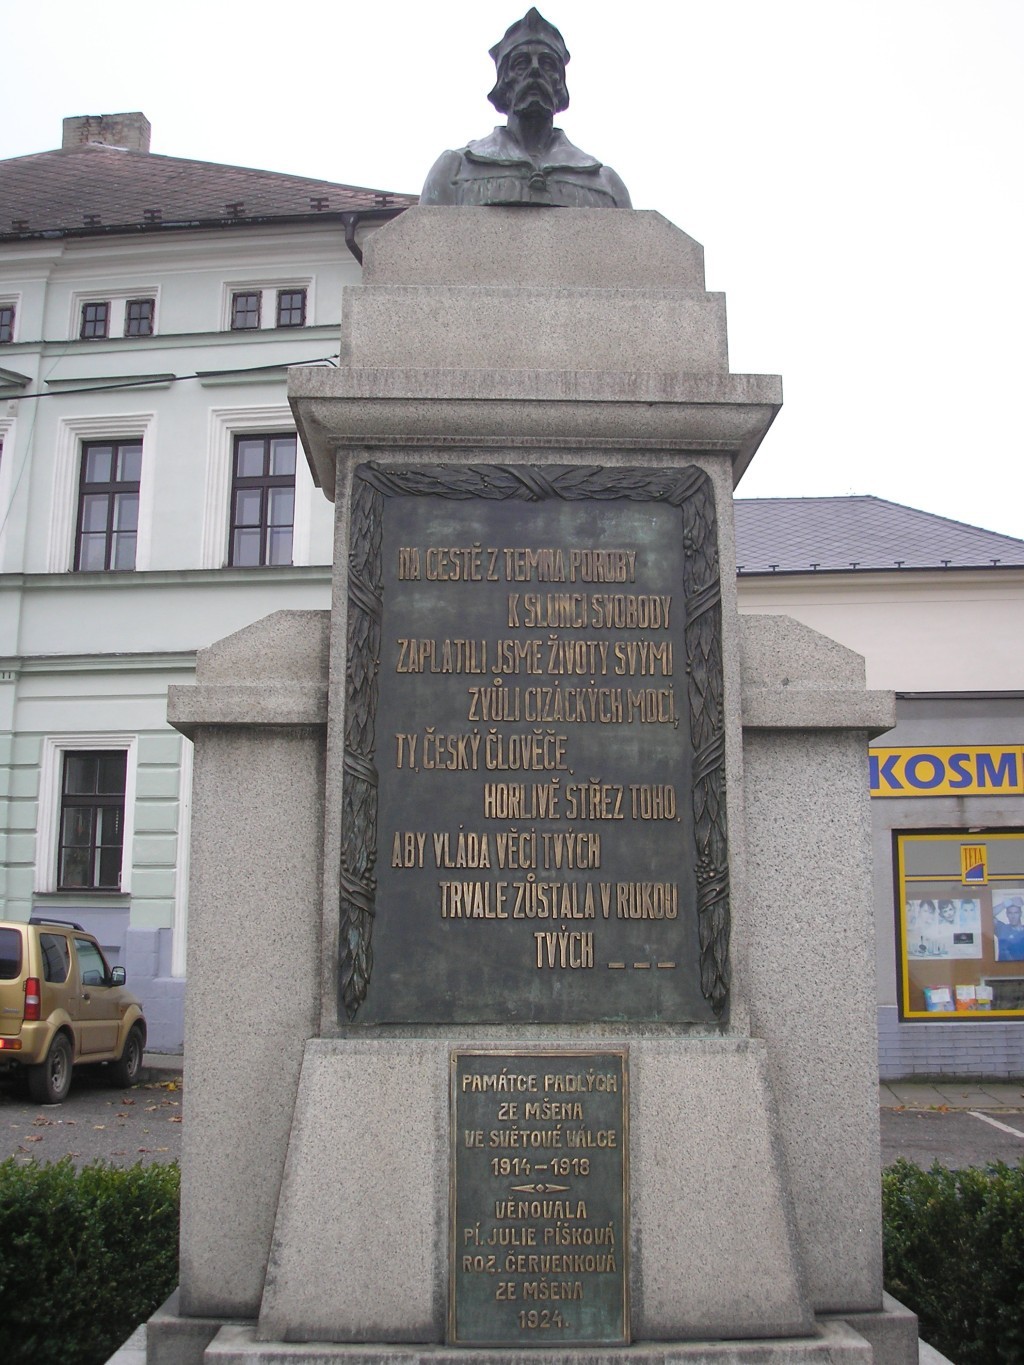 NA CESTĚ Z TEMNA POROBY
K SLUNCI SVOBODY
ZAPLATILI JSME ŽIVOTY SVÝMI
ZVŮLI CIZÁCKÝCH MOCÍ,
TY, ČESKÝ ČLOVĚČE,
HORLIVĚ STŘEZ TOHO,
ABY VLÁDA VĚCÍ TVÝCH
TRVALE ZŮSTALA V RUKOU
TVÝCH _ _ _
PAMÁTCE PADLÝCH
ZE MŠENA
VE SVĚTOVÉ VÁLCE
1914–1918
VĚNOVALA
PÍ. JULIE PÍŠKOVÁ
ROZ. ČERVENKOVÁ
ZE MŠENA
1924.
KOSM
TETA